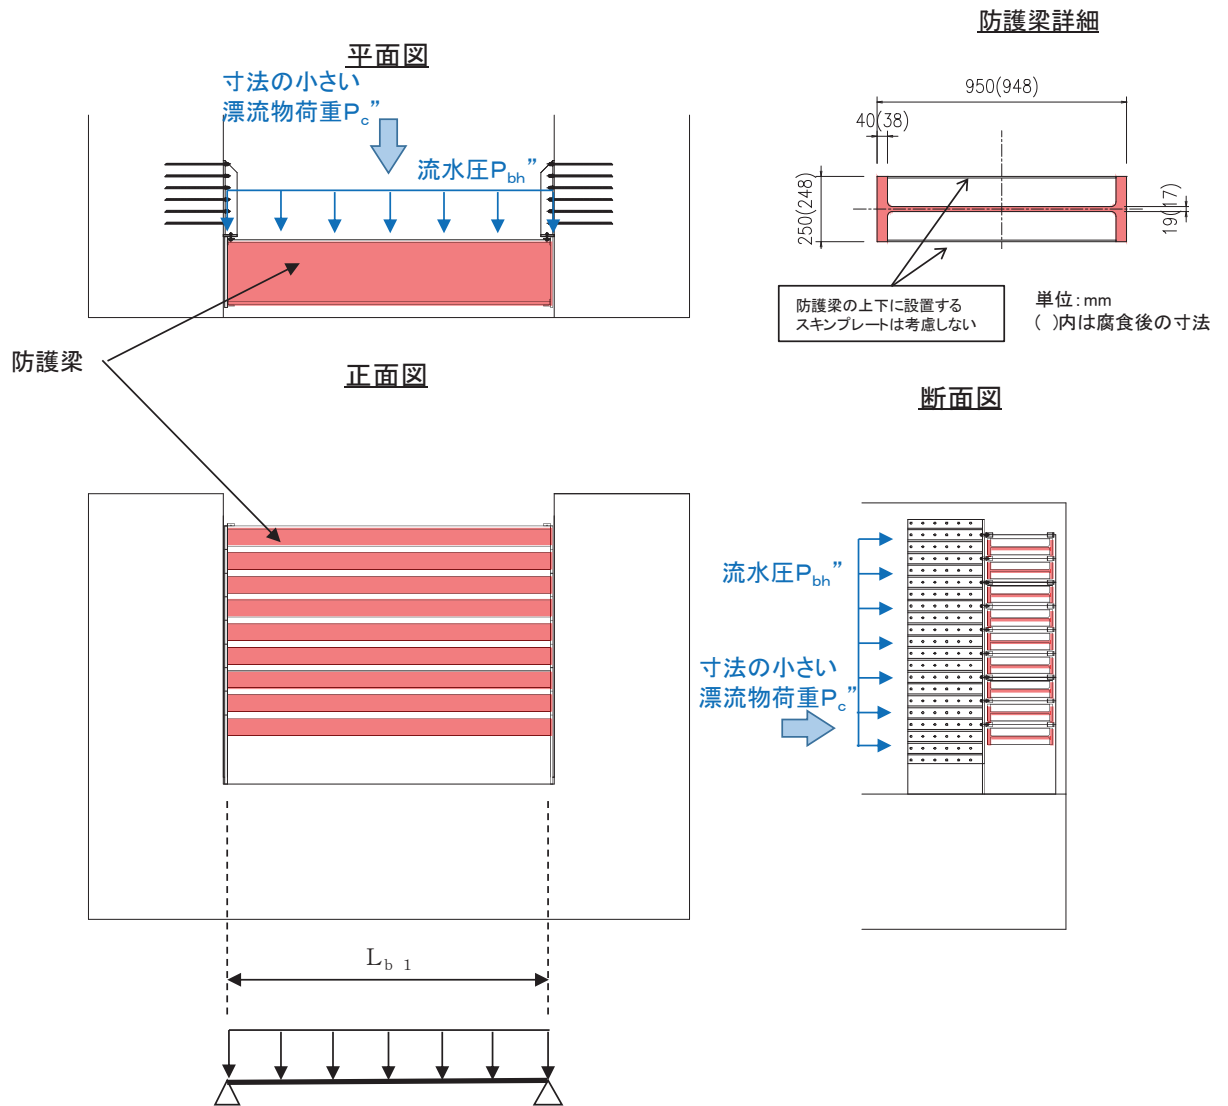 防護梁詳細
平面図
寸法の小さい
漂流物荷重Pc”
流水圧Pbh”
950(948)
40(38)
250(248)
19(17)
防護梁の上下に設置する
スキンプレートは考慮しない
単位：mm
(　)内は腐食後の寸法
防護梁
正面図
断面図
流水圧Pbh”
寸法の小さい
漂流物荷重Pc”
Lb 1